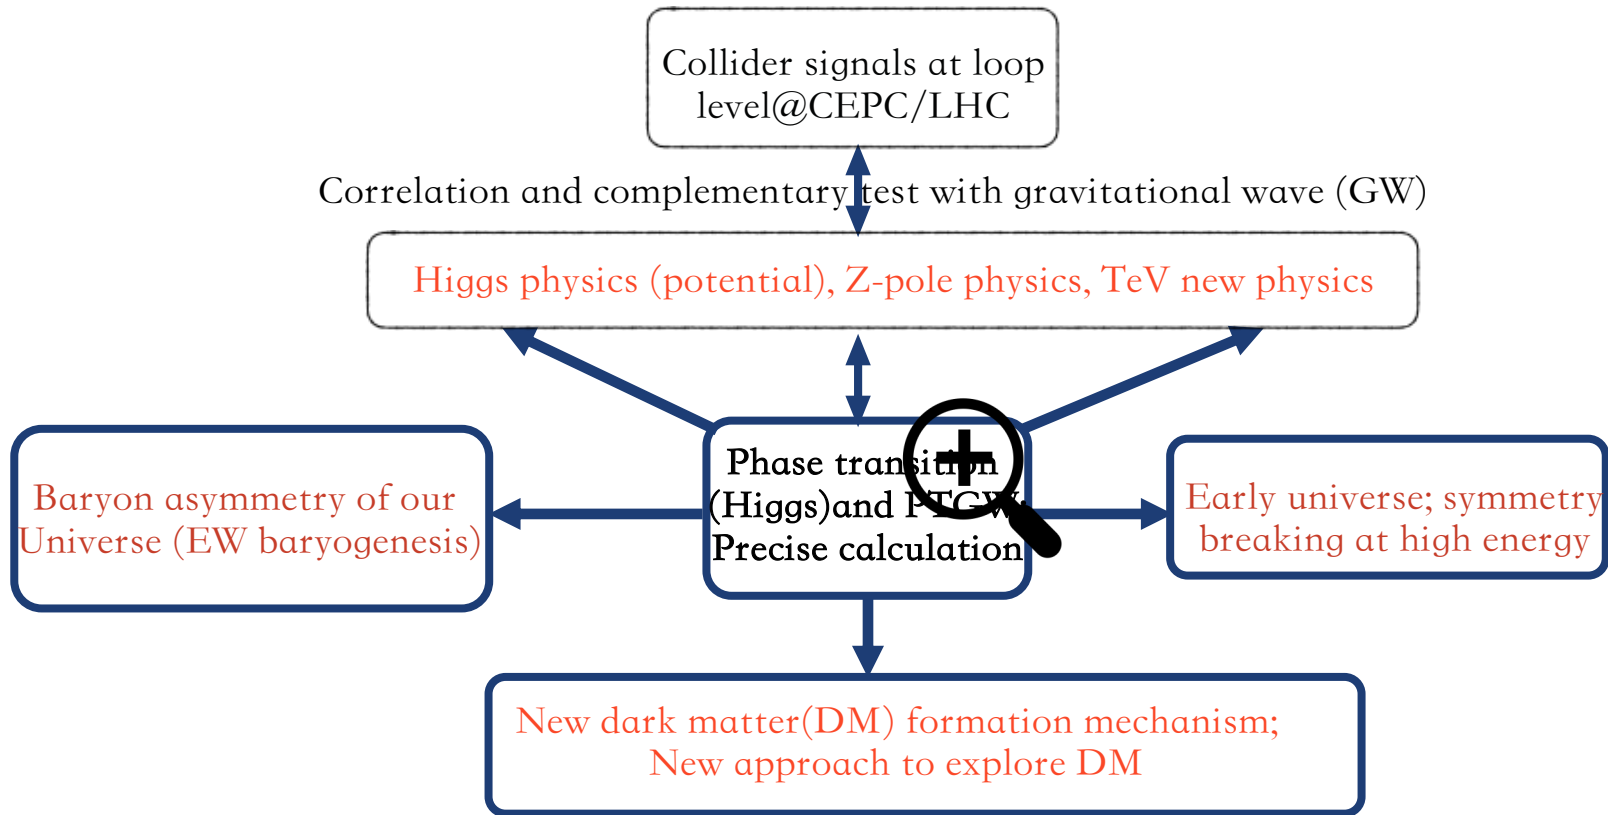 Collider signals at loop
level@CEPC/LHC
Correlation and complementary test with gravitational wave (GW)
Higgs physics (potential), Z-pole physics, TeV new physics
Phase transition
(Higgs)and PTGW;
Precise calculation
Baryon asymmetry of our
Universe (EW baryogenesis)
Early universe; symmetry
breaking at high energy
New dark matter(DM) formation mechanism;
New approach to explore DM